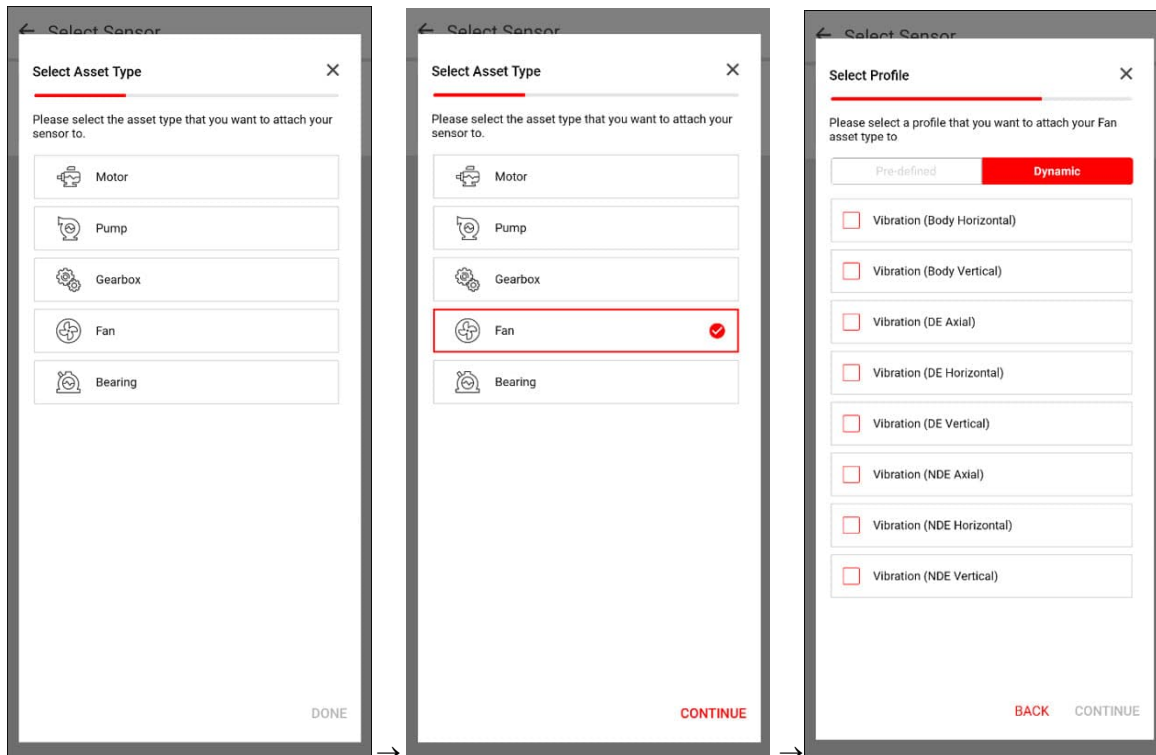 ← Select Sensor
Select Asset Type ×
Please select the asset type that you want to attach your
sensor to.
Motor
Pump
Gearbox
Fan
Bearing
DONE
→
← Select Sensor
Select Asset Type ×
Please select the asset type that you want to attach your
sensor to.
Motor
Pump
Gearbox
Fan
Bearing
CONTINUE
→
← Select Sensor
Select Profile ×
Please select a profile that you want to attach your Fan
asset type to
Pre-defined Dynamic
Vibration (Body Horizontal)
Vibration (Body Vertical)
Vibration (DE Axial)
Vibration (DE Horizontal)
Vibration (DE Vertical)
Vibration (NDE Axial)
Vibration (NDE Horizontal)
Vibration (NDE Vertical)
BACK CONTINUE